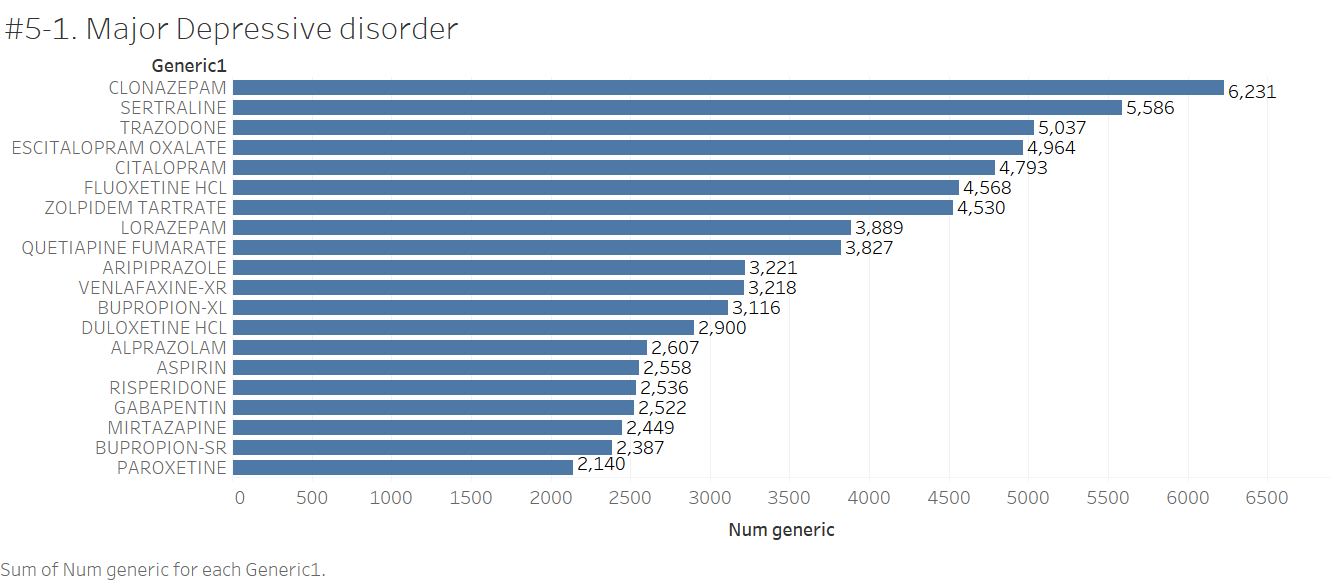 #5-1. Major Depressive disorder
Generic1
CLONAZEPAM 6,231
SERTRALINE 5,586
TRAZODONE 5,037
ESCITALOPRAM OXALATE 4,964
CITALOPRAM 4,793
FLUOXETINE HCL 4,568
ZOLPIDEM TARTRATE 4,530
LORAZEPAM 3,889
QUETIAPINE FUMARATE 3,827
ARIPIPRAZOLE 3,221
VENLAFAXINE-XR 3,218
BUPROPION-XL 3,116
DULOXETINE HCL 2,900
ALPRAZOLAM 2,607
ASPIRIN 2,558
RISPERIDONE 2,536
GABAPENTIN 2,522
MIRTAZAPINE 2,449
BUPROPION-SR 2,387
PAROXETINE 2,140
0 500 1000 1500 2000 2500 3000 3500 4000 4500 5000 5500 6000 6500
Num generic
Sum of Num generic for each Generic1.